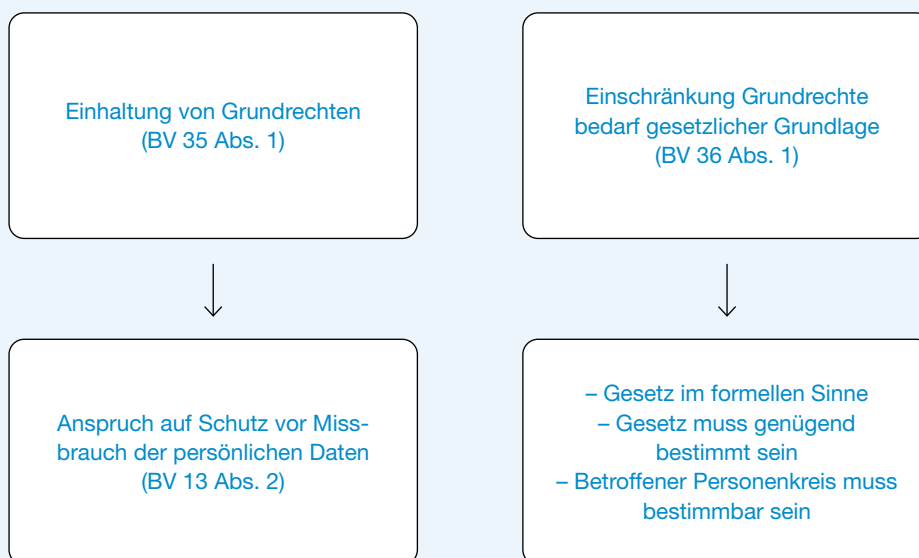 Einhaltung von Grundrechten
(BV 35 Abs. 1)
Einschränkung Grundrechte
bedarf gesetzlicher Grundlage
(BV 36 Abs. 1)
Anspruch auf Schutz vor Miss-
brauch der persönlichen Daten
(BV 13 Abs. 2)
– Gesetz im formellen Sinne
– Gesetz muss genügend
bestimmt sein
– Betroffener Personenkreis muss
bestimmbar sein